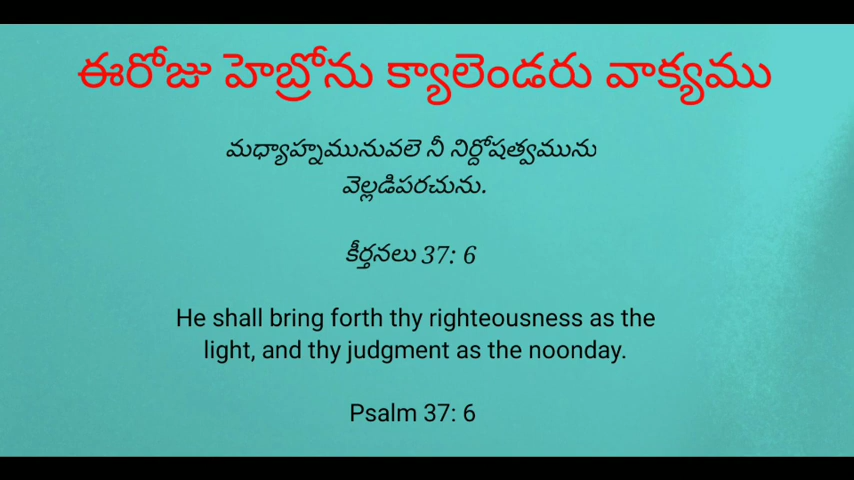 ఈరోజు హెబ్రోను క్యాలెండరు వాక్యము
మధ్యాహ్నమునువలె నీ నిర్దోషత్వమును
వెల్లడిపరచును.
కీర్తనలు 37: 6
He shall bring forth thy righteousness as the
light, and thy judgment as the noonday.
Psalm 37: 6